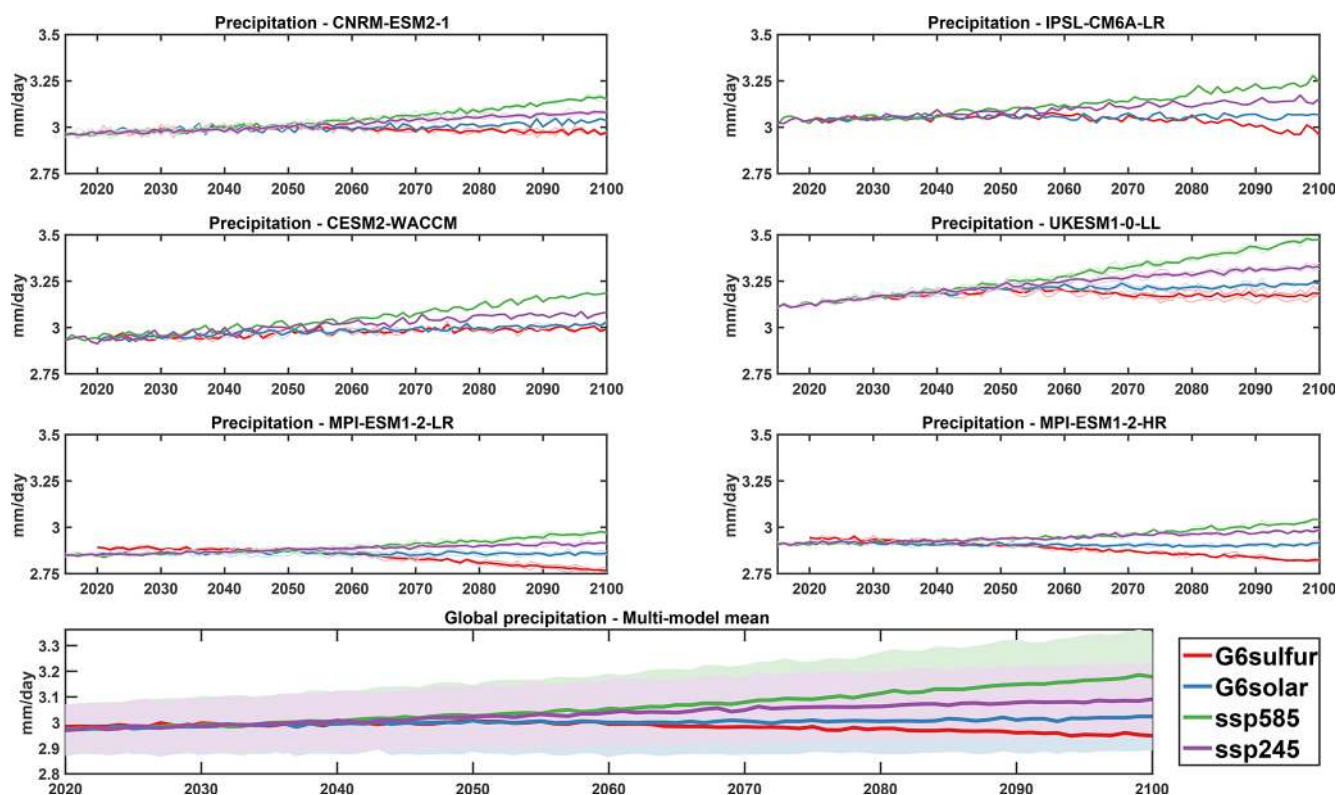 Precipitation - CNRM-ESM2-1
3.5
3.25
3
2.75
mm/day
2020 2030 2040 2050 2060 2070 2080 2090 2100
Precipitation - IPSL-CM6A-LR
3.5
3.25
3
2.75
mm/day
2020 2030 2040 2050 2060 2070 2080 2090 2100
Precipitation - CESM2-WACCM
3.5
3.25
3
2.75
mm/day
2020 2030 2040 2050 2060 2070 2080 2090 2100
Precipitation - UKESM1-0-LL
3.5
3.25
3
2.75
mm/day
2020 2030 2040 2050 2060 2070 2080 2090 2100
Precipitation - MPI-ESM1-2-LR
3.5
3.25
3
2.75
mm/day
2020 2030 2040 2050 2060 2070 2080 2090 2100
Precipitation - MPI-ESM1-2-HR
3.5
3.25
3
2.75
mm/day
2020 2030 2040 2050 2060 2070 2080 2090 2100
Global precipitation - Multi-model mean
3.3
3.2
3.1
3.0
2.9
2.8
mm/day
2020 2030 2040 2050 2060 2070 2080 2090 2100
G6sulfur
G6solar
ssp585
ssp245